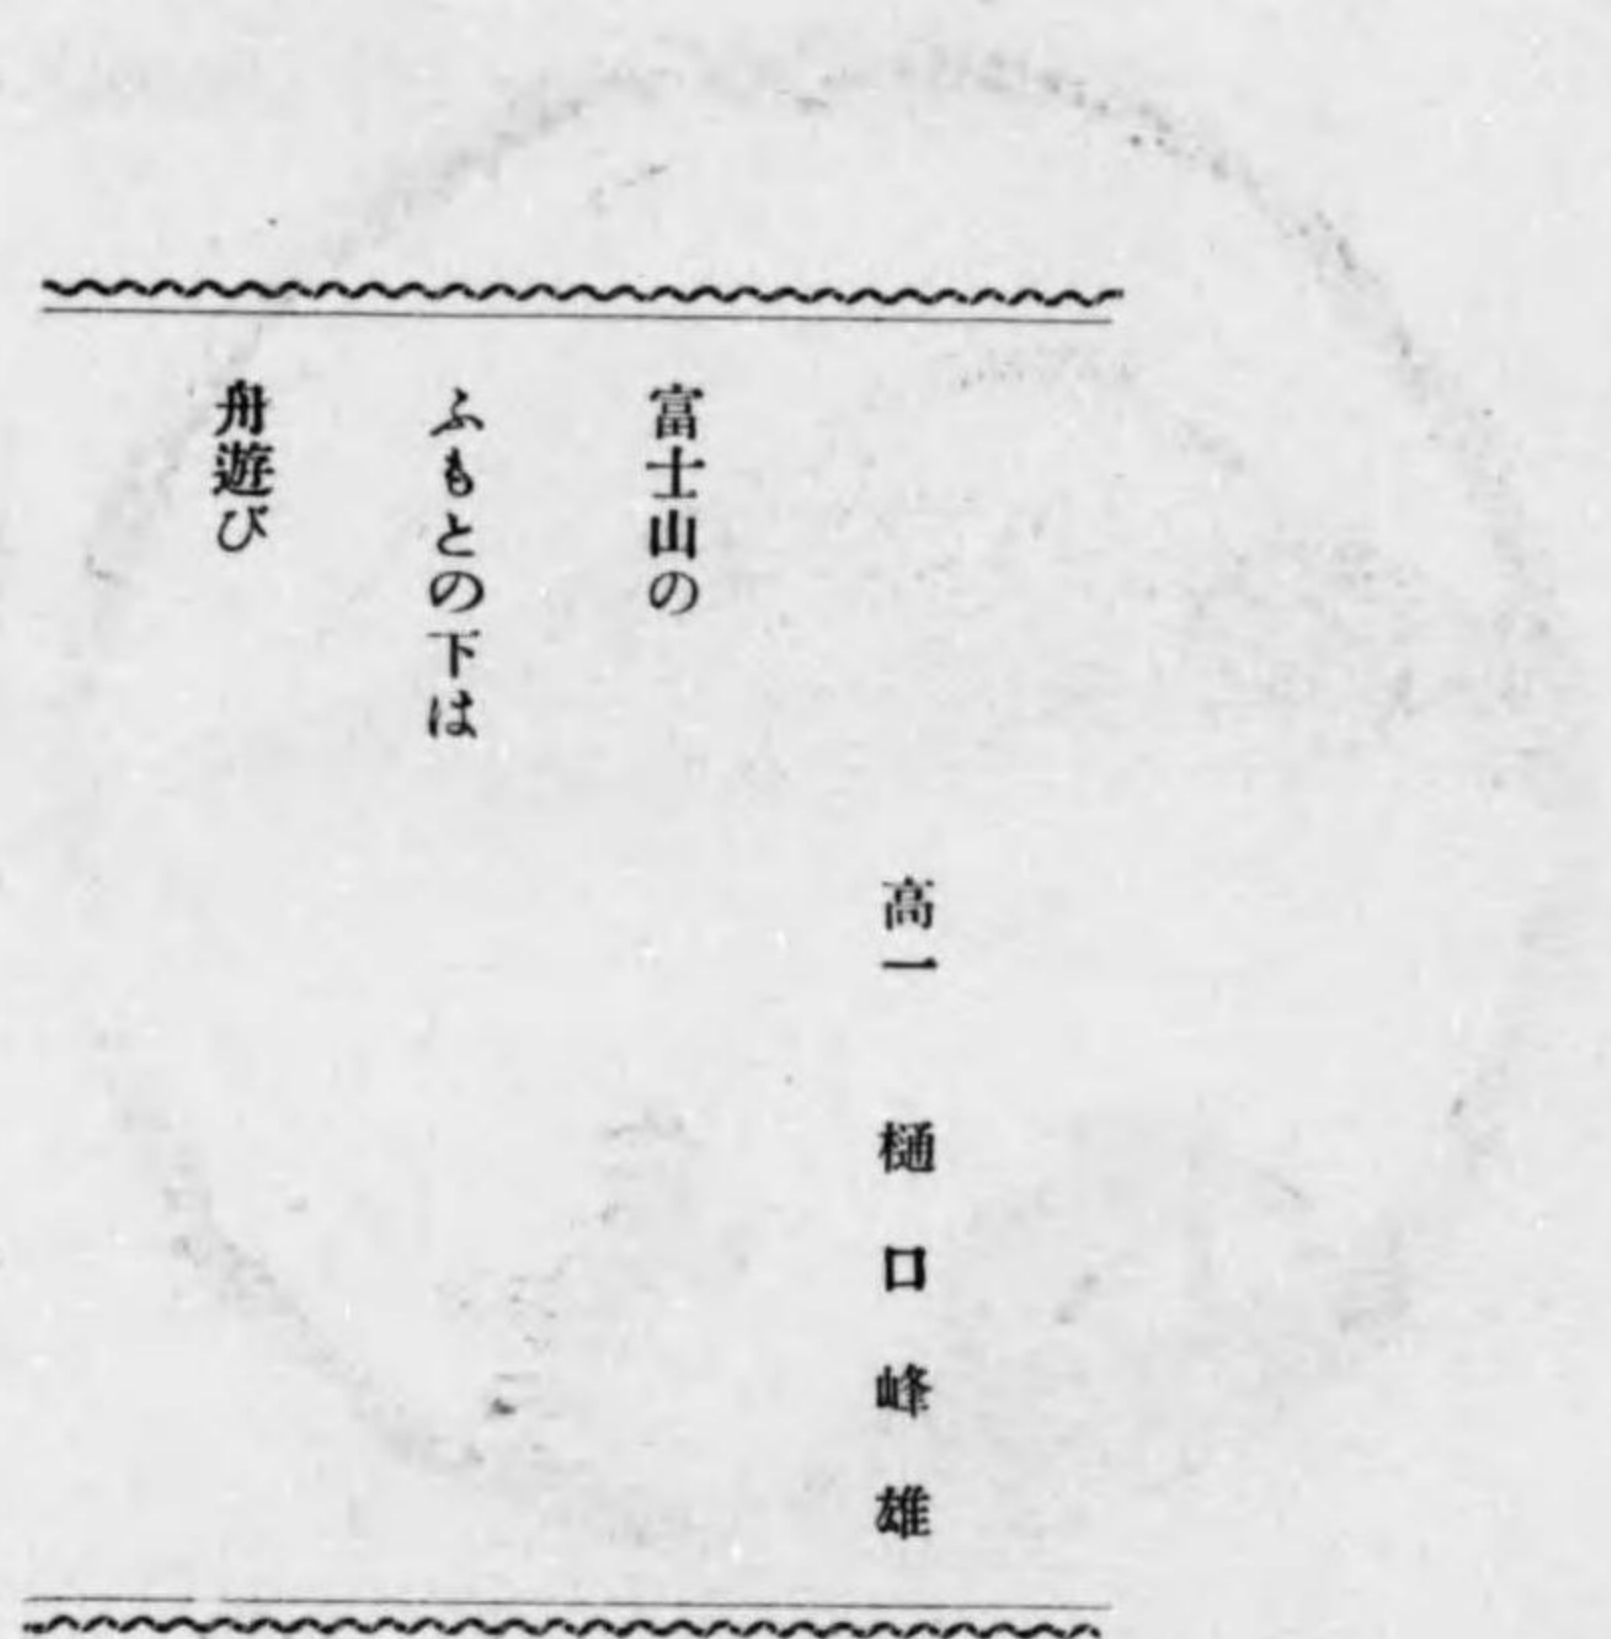 高一 樋口峰雄
富士山の
ふもとの下は
舟遊び